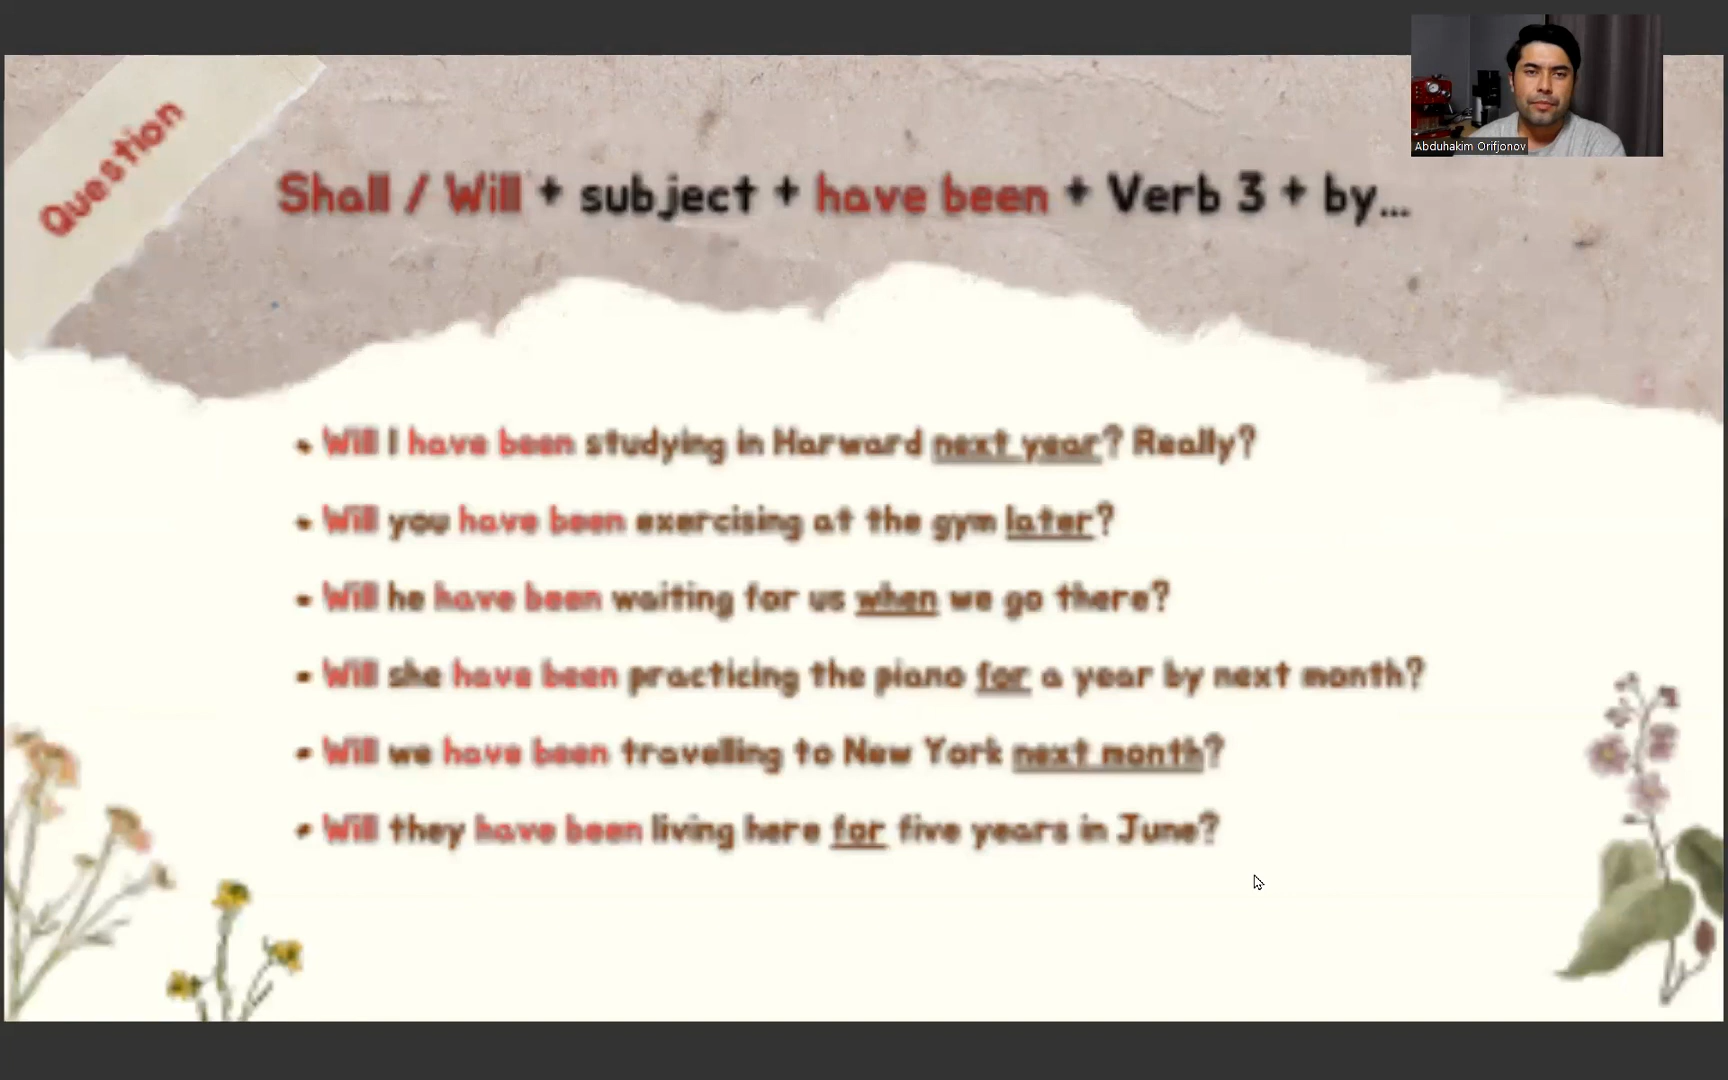 Question
Shall / Will + subject + have been + Verb 3 + by...
Abduhakim Orifjonov
• Will I have been studying in Harward next year? Really?
• Will you have been exercising at the gym later?
• Will he have been waiting for us when we go there?
• Will she have been practicing the piano for a year by next month?
• Will we have been travelling to New York next month?
• Will they have been living here for five years in June?